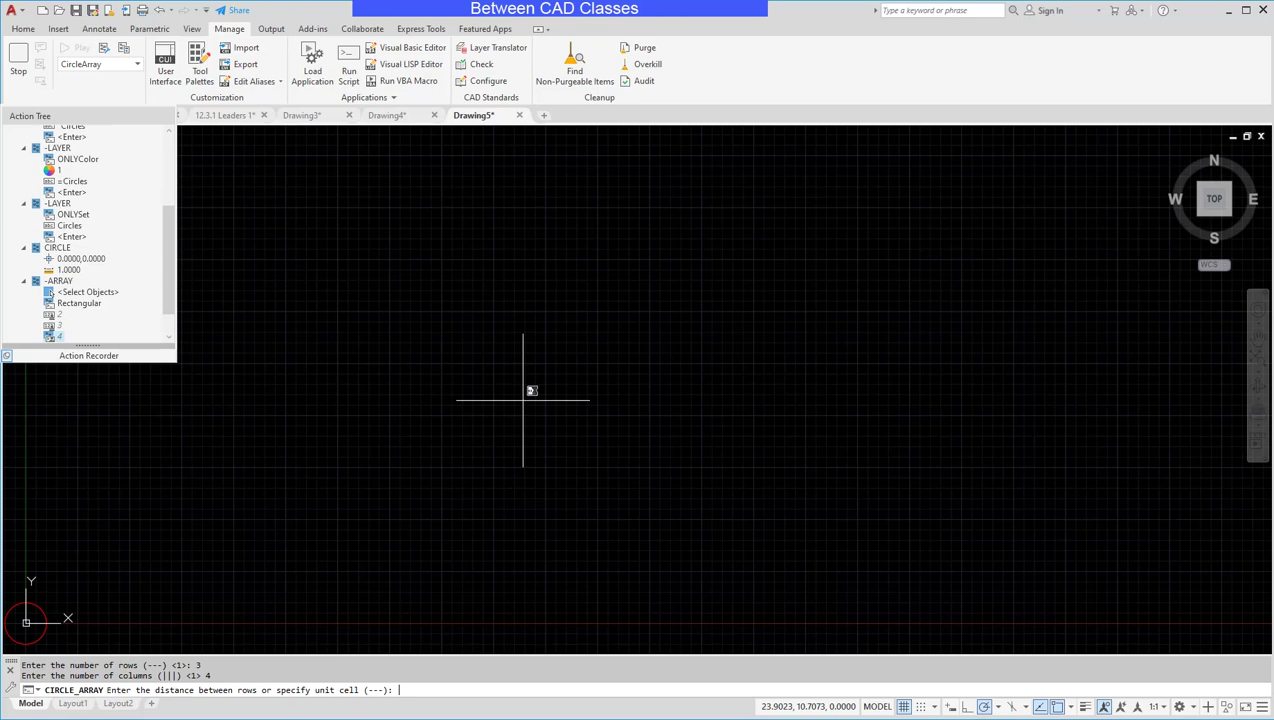 Between CAD Classes
Share
Type a keyword or phrase
Sign In
Home Insert Annotate Parametric View Manage Output Add-ins Collaborate Express Tools Featured Apps
Stop
Play
CircleArray
User Interface
Tool Palettes
Import
Export
Edit Aliases
Customization
Load Application
Run Script
Visual Basic Editor
Visual LISP Editor
Run VBA Macro
Applications
Layer Translator
Check
Configure
CAD Standards
Find Non-Purgeable Items
Purge
Overkill
Audit
Cleanup
Action Tree
12.3.1 Leaders 1* Drawing3* Drawing4* Drawing5*
Circles
<Enter>
-LAYER
ONLYColor
1
=Circles
<Enter>
-LAYER
ONLYSet
Circles
<Enter>
CIRCLE
0.0000,0.0000
1.0000
-ARRAY
<Select Objects>
Rectangular
2
3
4
Action Recorder
N
W TOP E
S
WCS
Y
X
Enter the number of rows (---) <1>: 3
Enter the number of columns (|||) <1> 4
CIRCLE_ARRAY Enter the distance between rows or specify unit cell (---):
Model Layout1 Layout2
23.9023, 10.7073, 0.0000 MODEL 1:1